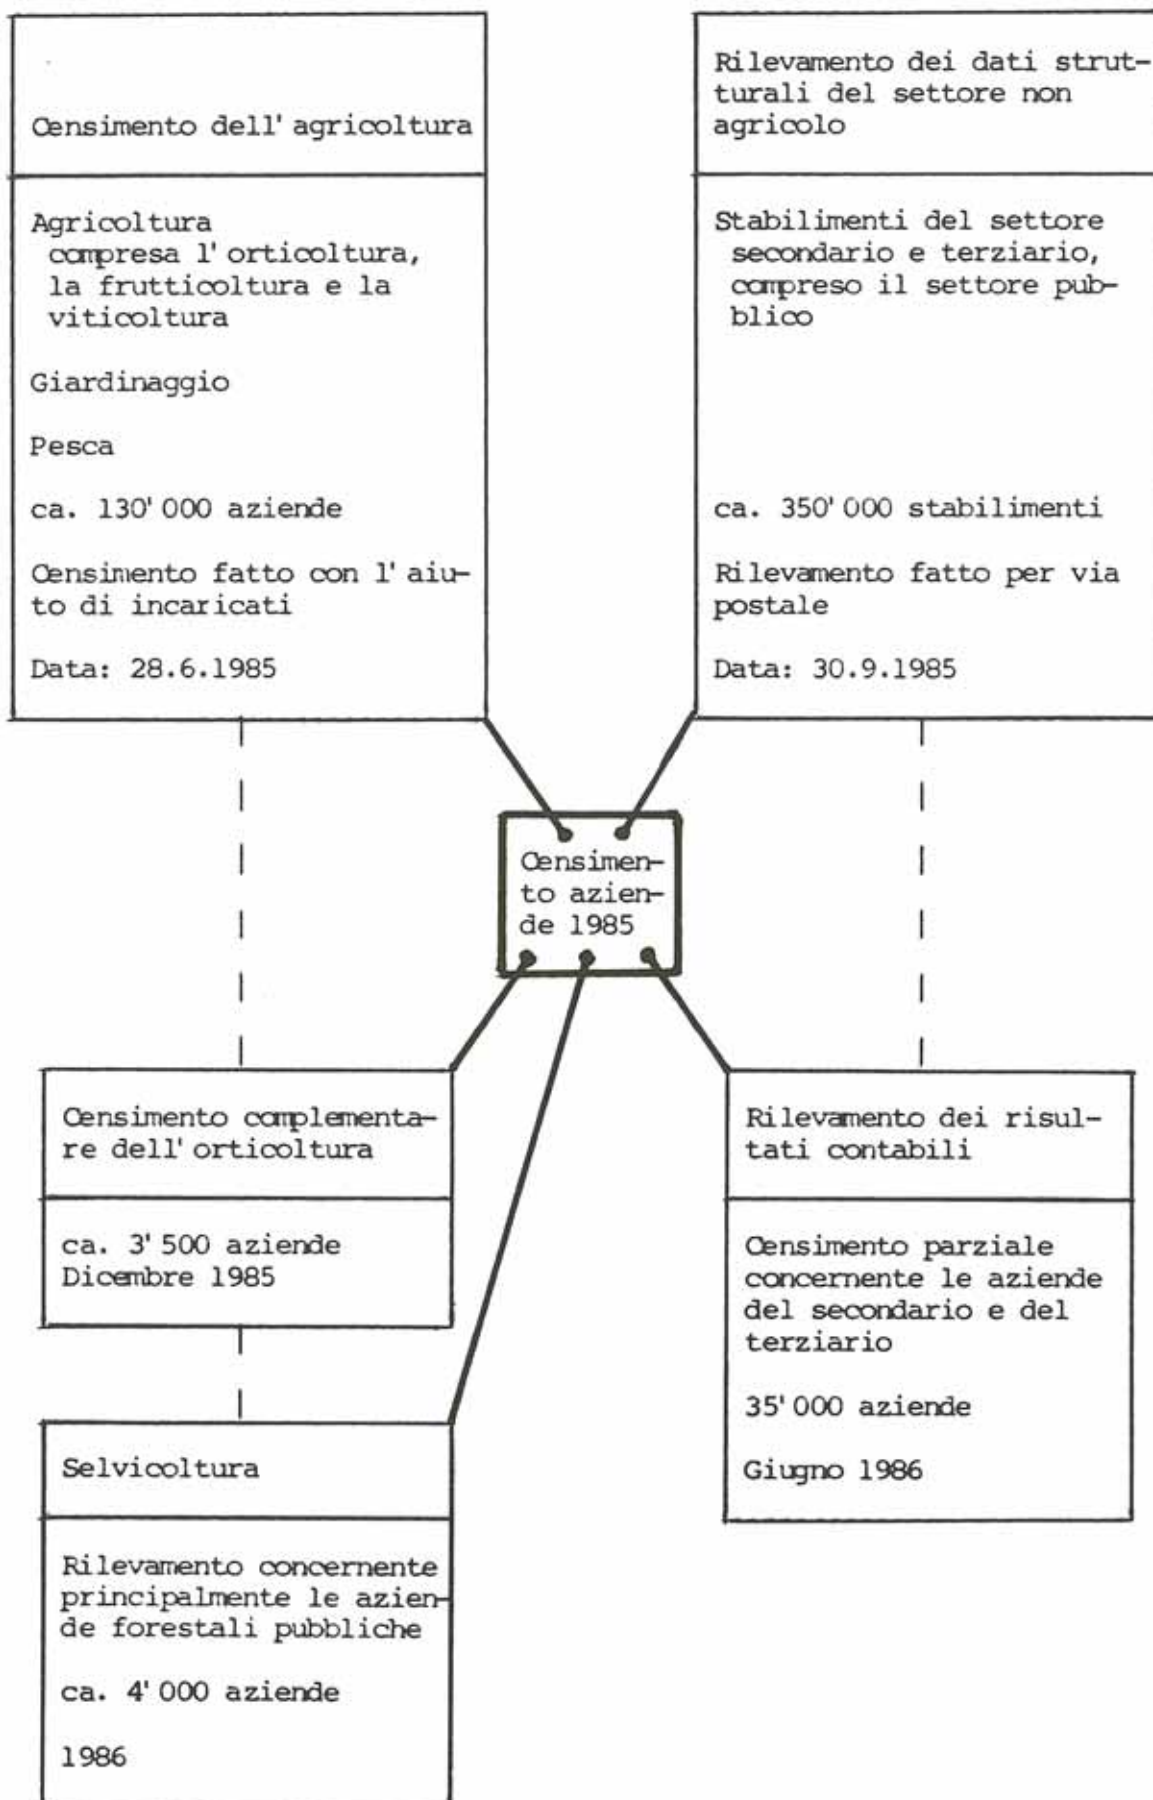 Censimento dell'agricoltura
Agricoltura
compresa l'orticoltura,
la frutticoltura e la
viticoltura
Giardinaggio
Pesca
ca. 130'000 aziende
Censimento fatto con l'aiu-
to di incaricati
Data: 28.6.1985
Rilevamento dei dati strut-
turali del settore non
agricolo
Stabilimenti del settore
secondario e terziario,
compreso il settore pub-
blico
ca. 350'000 stabilimenti
Rilevamento fatto per via
postale
Data: 30.9.1985
Censimen-
to azien-
de 1985
Censimento complementa-
re dell'orticoltura
ca. 3'500 aziende
Dicembre 1985
Rilevamento dei risul-
tati contabili
Censimento parziale
concernente le aziende
del secondario e del
terziario
35'000 aziende
Giugno 1986
Selvicoltura
Rilevamento concernente
principalmente le azien-
de forestali pubbliche
ca. 4'000 aziende
1986